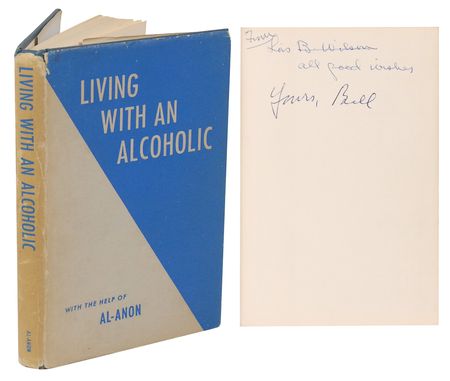 LIVING
WITH AN
ALCOHOLIC
WITH THE HELP OF
AL-ANON
LIVING WITH AN ALCOHOLIC
AL-ANON
From
Lois B. Wilson
all good wishes
Yours, Bill